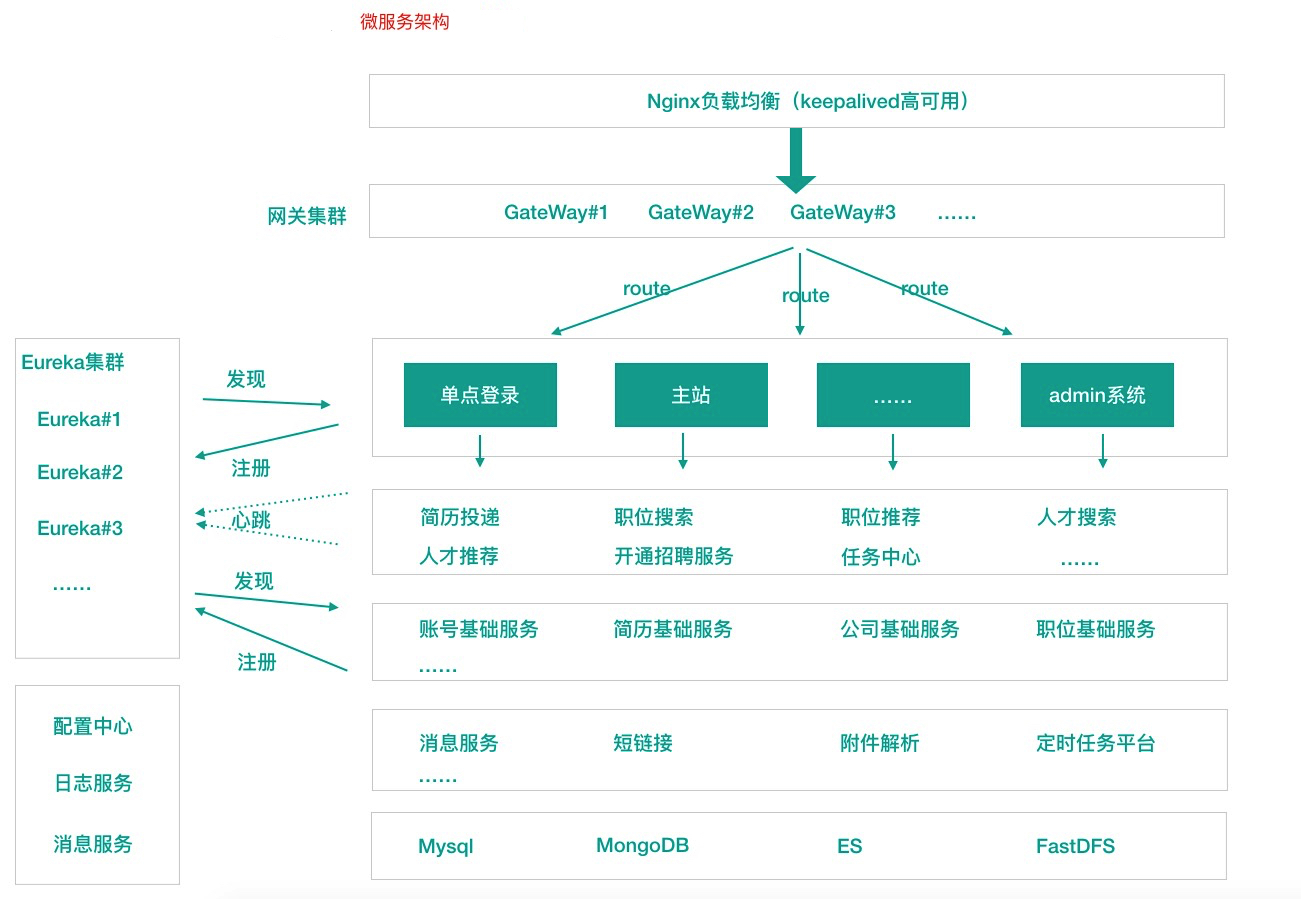 微服务架构
Nginx负载均衡（keepalived高可用）
网关集群
GateWay#1 GateWay#2 GateWay#3 ......
route route route
Eureka集群
Eureka#1
Eureka#2
Eureka#3
......
发现
注册
心跳
发现
注册
单点登录 主站 ...... admin系统
简历投递 职位搜索 职位推荐 人才搜索
人才推荐 开通招聘服务 任务中心 ......
账号基础服务 简历基础服务 公司基础服务 职位基础服务
......
配置中心
日志服务
消息服务
消息服务 短链接 附件解析 定时任务平台
......
Mysql MongoDB ES FastDFS